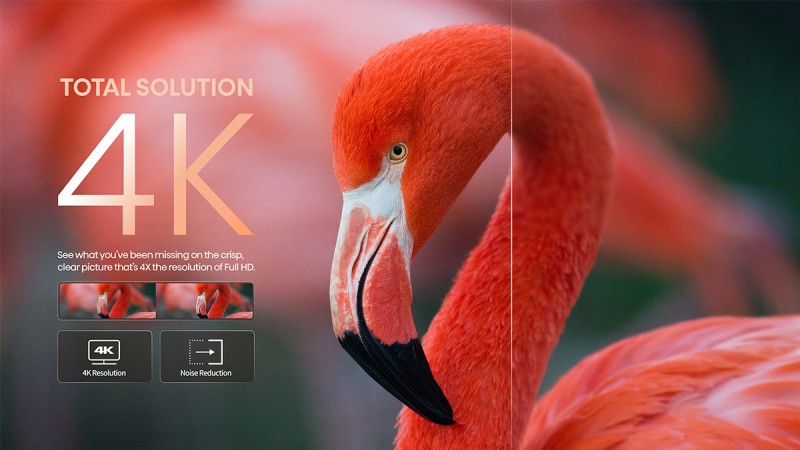 TOTAL SOLUTION
4K
See what you've been missing on the crisp,
clear picture that's 4X the resolution of Full HD.
4K
4K Resolution
Noise Reduction